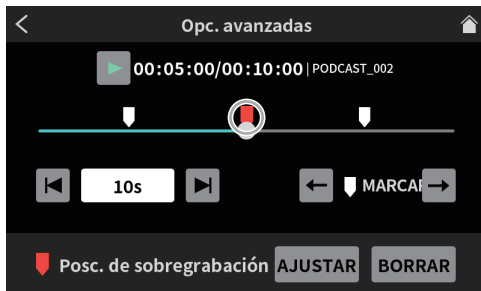 Opc. avanzadas
00:05:00/00:10:00 | PODCAST_002
10s MARCAR
Posc. de sobregrabación AJUSTAR BORRAR